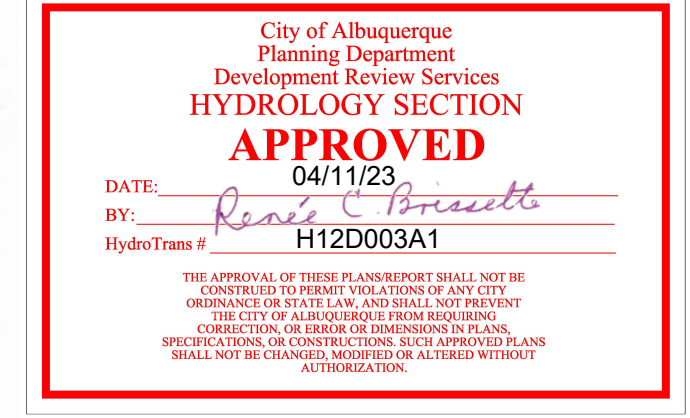 City of Albuquerque
Planning Department
Development Review Services
HYDROLOGY SECTION
APPROVED
DATE: 04/11/23
BY: Renée C. Brissette
HydroTrans # H12D003A1
THE APPROVAL OF THESE PLANS/REPORT SHALL NOT BE
CONSTRUED TO PERMIT VIOLATIONS OF ANY CITY
ORDINANCE OR STATE LAW, AND SHALL NOT PREVENT
THE CITY OF ALBUQUERQUE FROM REQUIRING
CORRECTION, OR ERROR OR DIMENSIONS IN PLANS,
SPECIFICATIONS, OR CONSTRUCTIONS. SUCH APPROVED PLANS
SHALL NOT BE CHANGED, MODIFIED OR ALTERED WITHOUT
AUTHORIZATION.